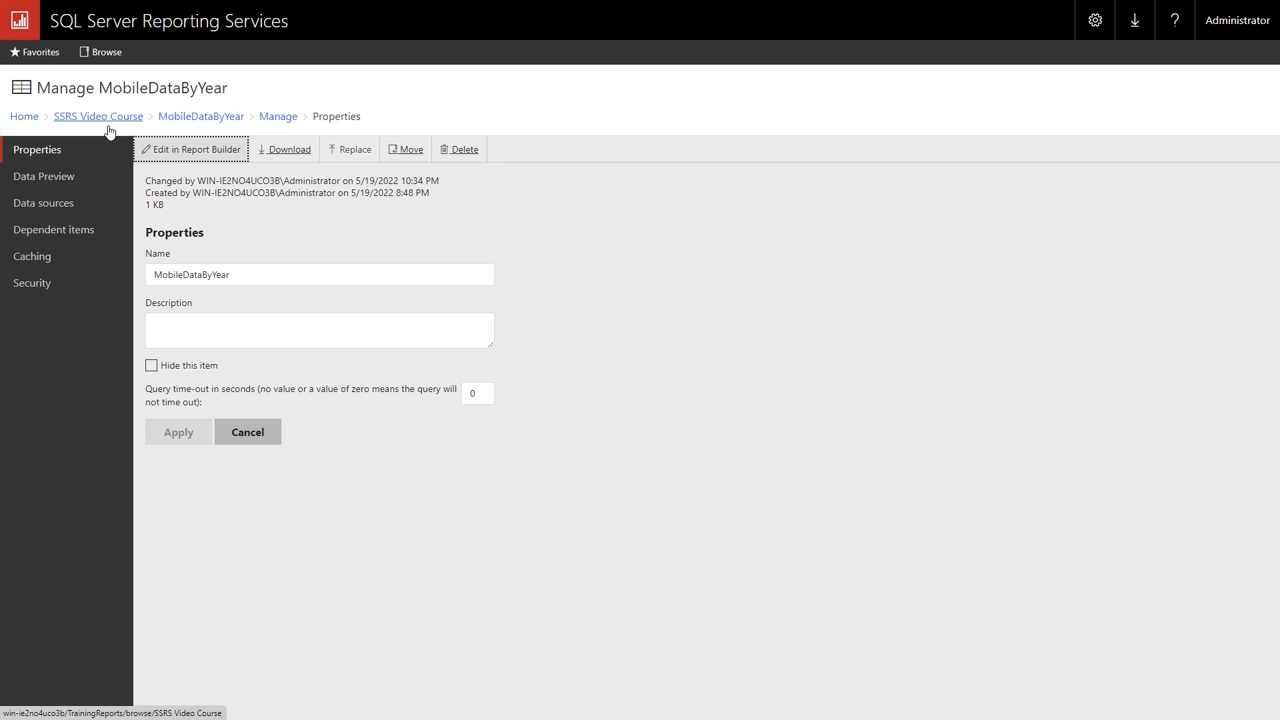 SQL Server Reporting Services
?
Administrator
Favorites
Browse
Manage MobileDataByYear
Home > SSRS Video Course > MobileDataByYear > Manage > Properties
Properties
Edit in Report Builder
Download
Replace
Move
Delete
Data Preview
Data sources
Dependent items
Caching
Security
Changed by WIN-IE2NO4UCO3B\Administrator on 5/19/2022 10:34 PM
Created by WIN-IE2NO4UCO3B\Administrator on 5/19/2022 8:48 PM
1 KB
Properties
Name
MobileDataByYear
Description
Hide this item
Query time-out in seconds (no value or a value of zero means the query will
not time out):
0
Apply
Cancel
win-ie2no4uco3b/TrainingReports/browse/SSRS Video Course